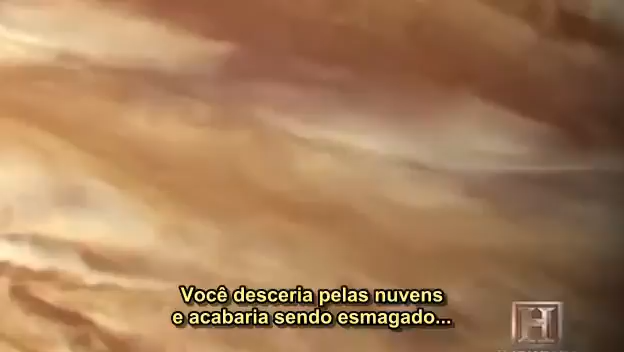 Você desceria pelas nuvens
e acabaria sendo esmagado...
H